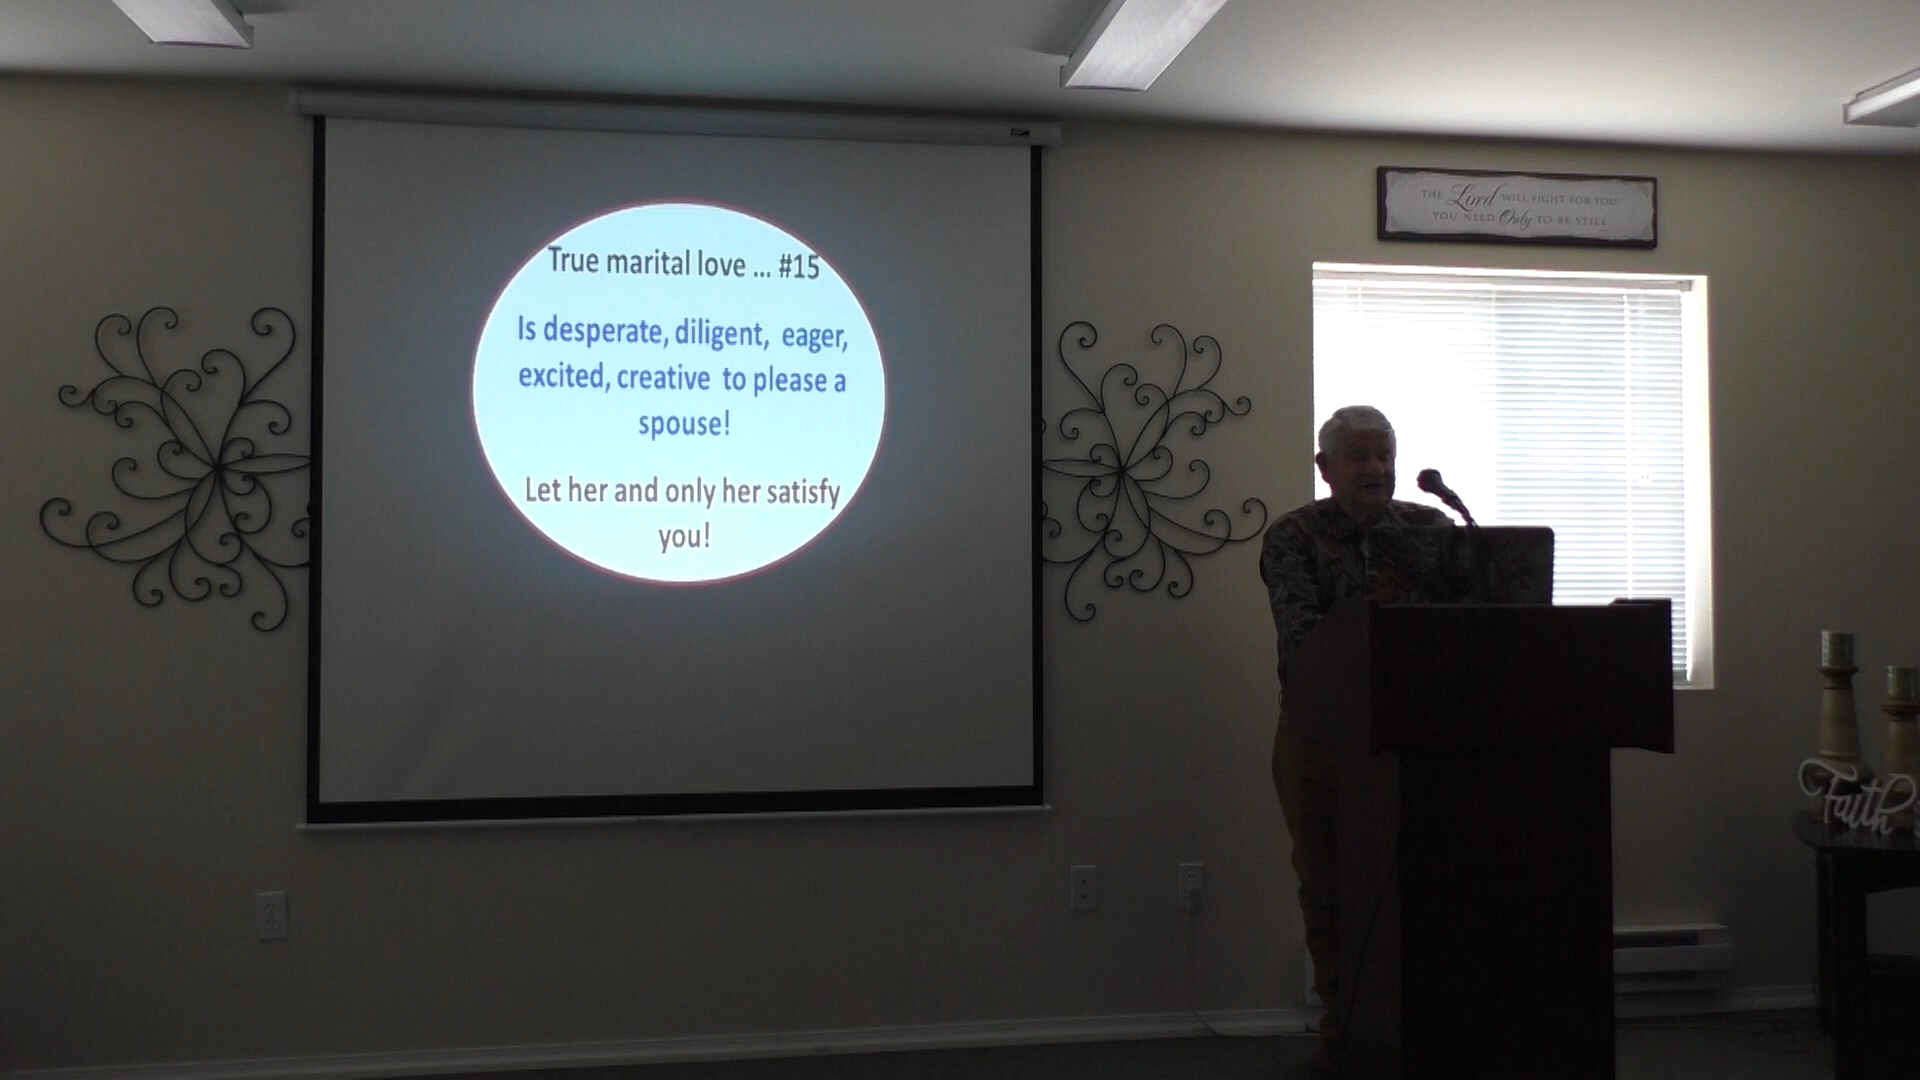 True marital love ... #15
Is desperate, diligent, eager,
excited, creative to please a
spouse!
Let her and only her satisfy
you!
THE Lord WILL FIGHT FOR YOU;
YOU NEED Only TO BE STILL
Faith